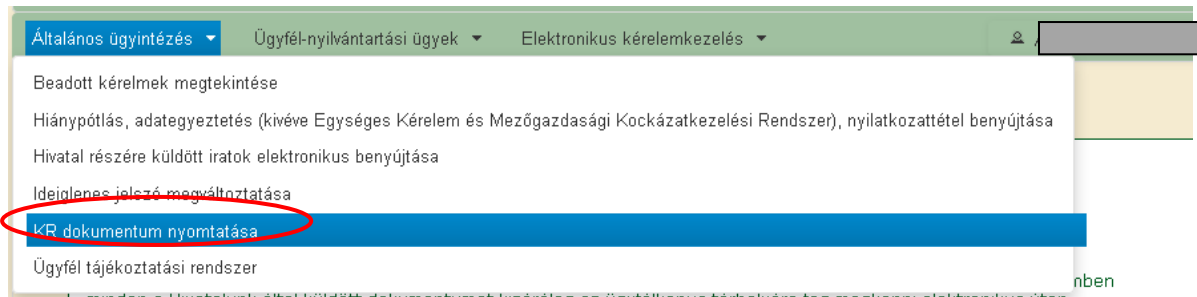 Általános ügyintézés Ügyfél-nyilvántartási ügyek Elektronikus kérelemkezelés
Beadott kérelmek megtekintése
Hiánypótlás, adategyeztetés (kivéve Egységes Kérelem és Mezőgazdasági Kockázatkezelési Rendszer), nyilatkozattétel benyújtása
Hivatal részére küldött iratok elektronikus benyújtása
Ideiglenes jelszó megváltoztatása
KR dokumentum nyomtatása
Ügyfél tájékoztatási rendszer
mben